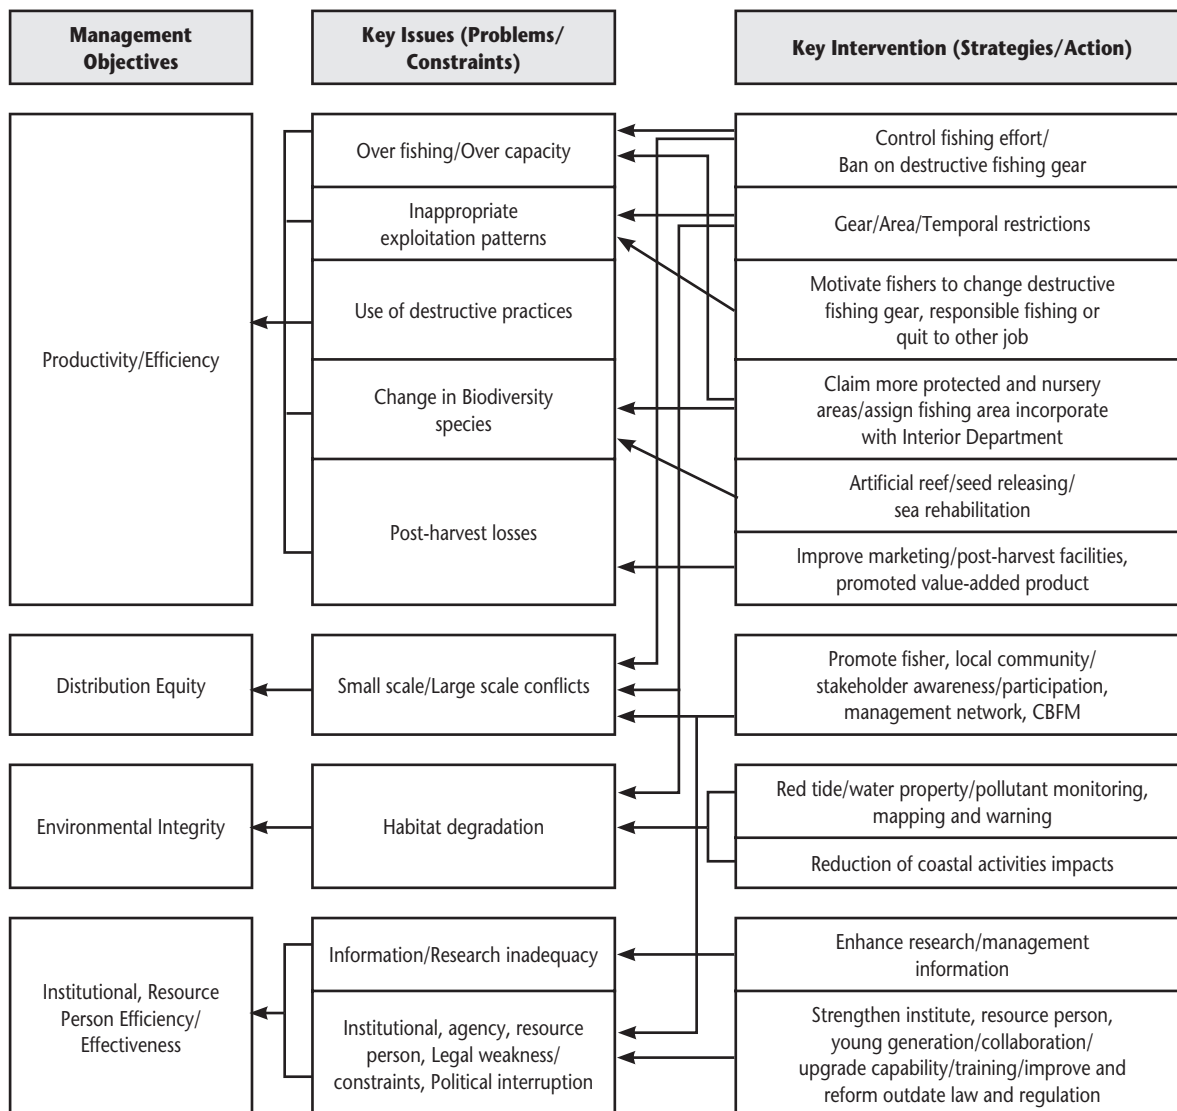 Management
Objectives
Key Issues (Problems/
Constraints)
Key Intervention (Strategies/Action)
Productivity/Efficiency
Over fishing/Over capacity
Inappropriate
exploitation patterns
Use of destructive practices
Change in Biodiversity
species
Post-harvest losses
Control fishing effort/
Ban on destructive fishing gear
Gear/Area/Temporal restrictions
Motivate fishers to change destructive
fishing gear, responsible fishing or
quit to other job
Claim more protected and nursery
areas/assign fishing area incorporate
with Interior Department
Artificial reef/seed releasing/
sea rehabilitation
Improve marketing/post-harvest facilities,
promoted value-added product
Distribution Equity
Small scale/Large scale conflicts
Promote fisher, local community/
stakeholder awareness/participation,
management network, CBFM
Environmental Integrity
Habitat degradation
Red tide/water property/pollutant monitoring,
mapping and warning
Reduction of coastal activities impacts
Institutional, Resource
Person Efficiency/
Effectiveness
Information/Research inadequacy
Institutional, agency, resource
person, Legal weakness/
constraints, Political interruption
Enhance research/management
information
Strengthen institute, resource person,
young generation/collaboration/
upgrade capability/training/improve and
reform outdate law and regulation